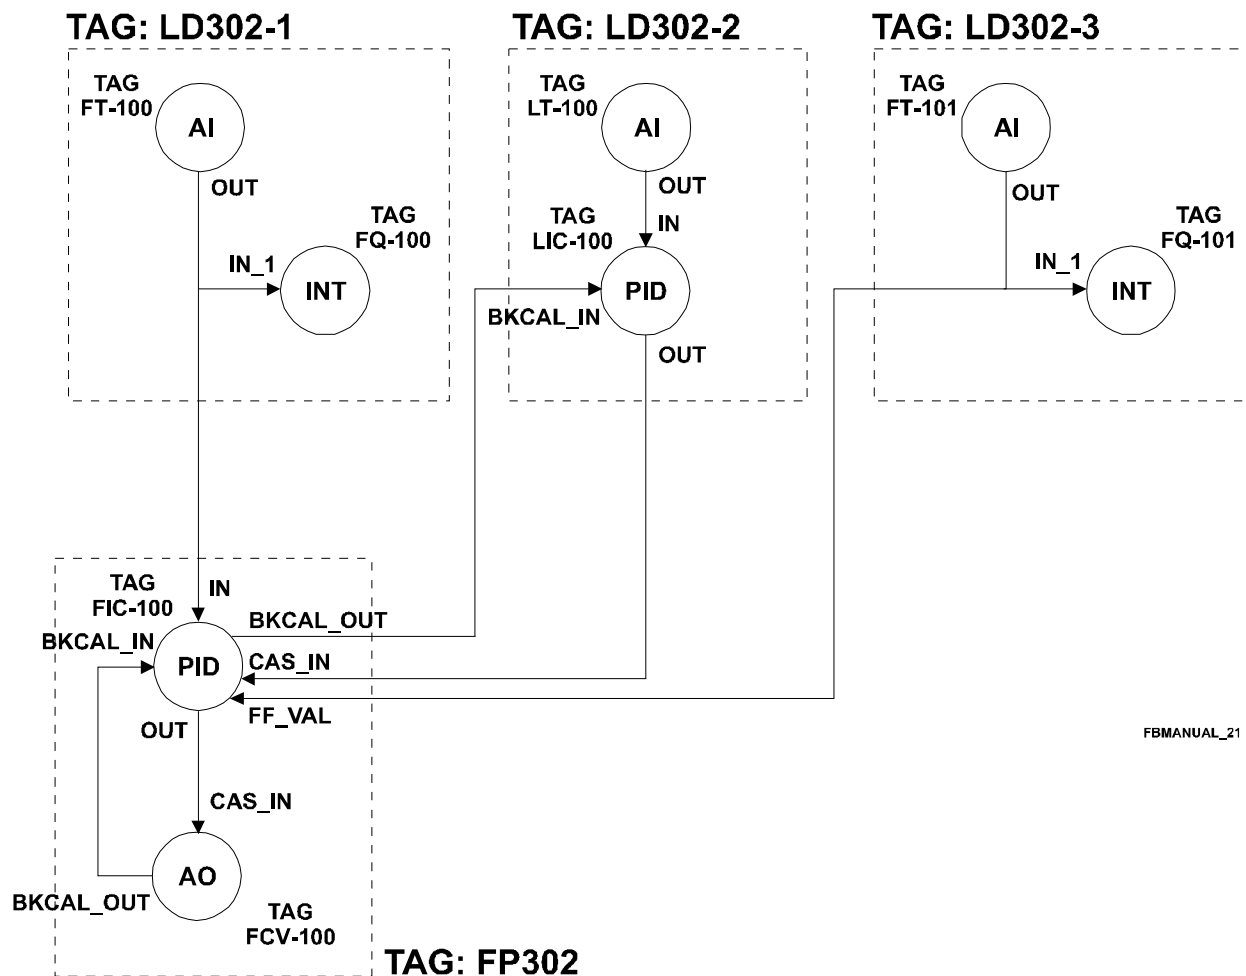 TAG: LD302-1
TAG: LD302-2
TAG: LD302-3
TAG
FT-100
AI
OUT
TAG
FQ-100
IN_1
INT
TAG
LT-100
AI
OUT
TAG
LIC-100
IN
PID
BKCAL_IN
OUT
TAG
FT-101
AI
OUT
TAG
FQ-101
IN_1
INT
TAG
FIC-100
IN
BKCAL_IN
BKCAL_OUT
PID
CAS_IN
FF_VAL
OUT
CAS_IN
AO
BKCAL_OUT
TAG
FCV-100
TAG: FP302
FBMANUAL_21